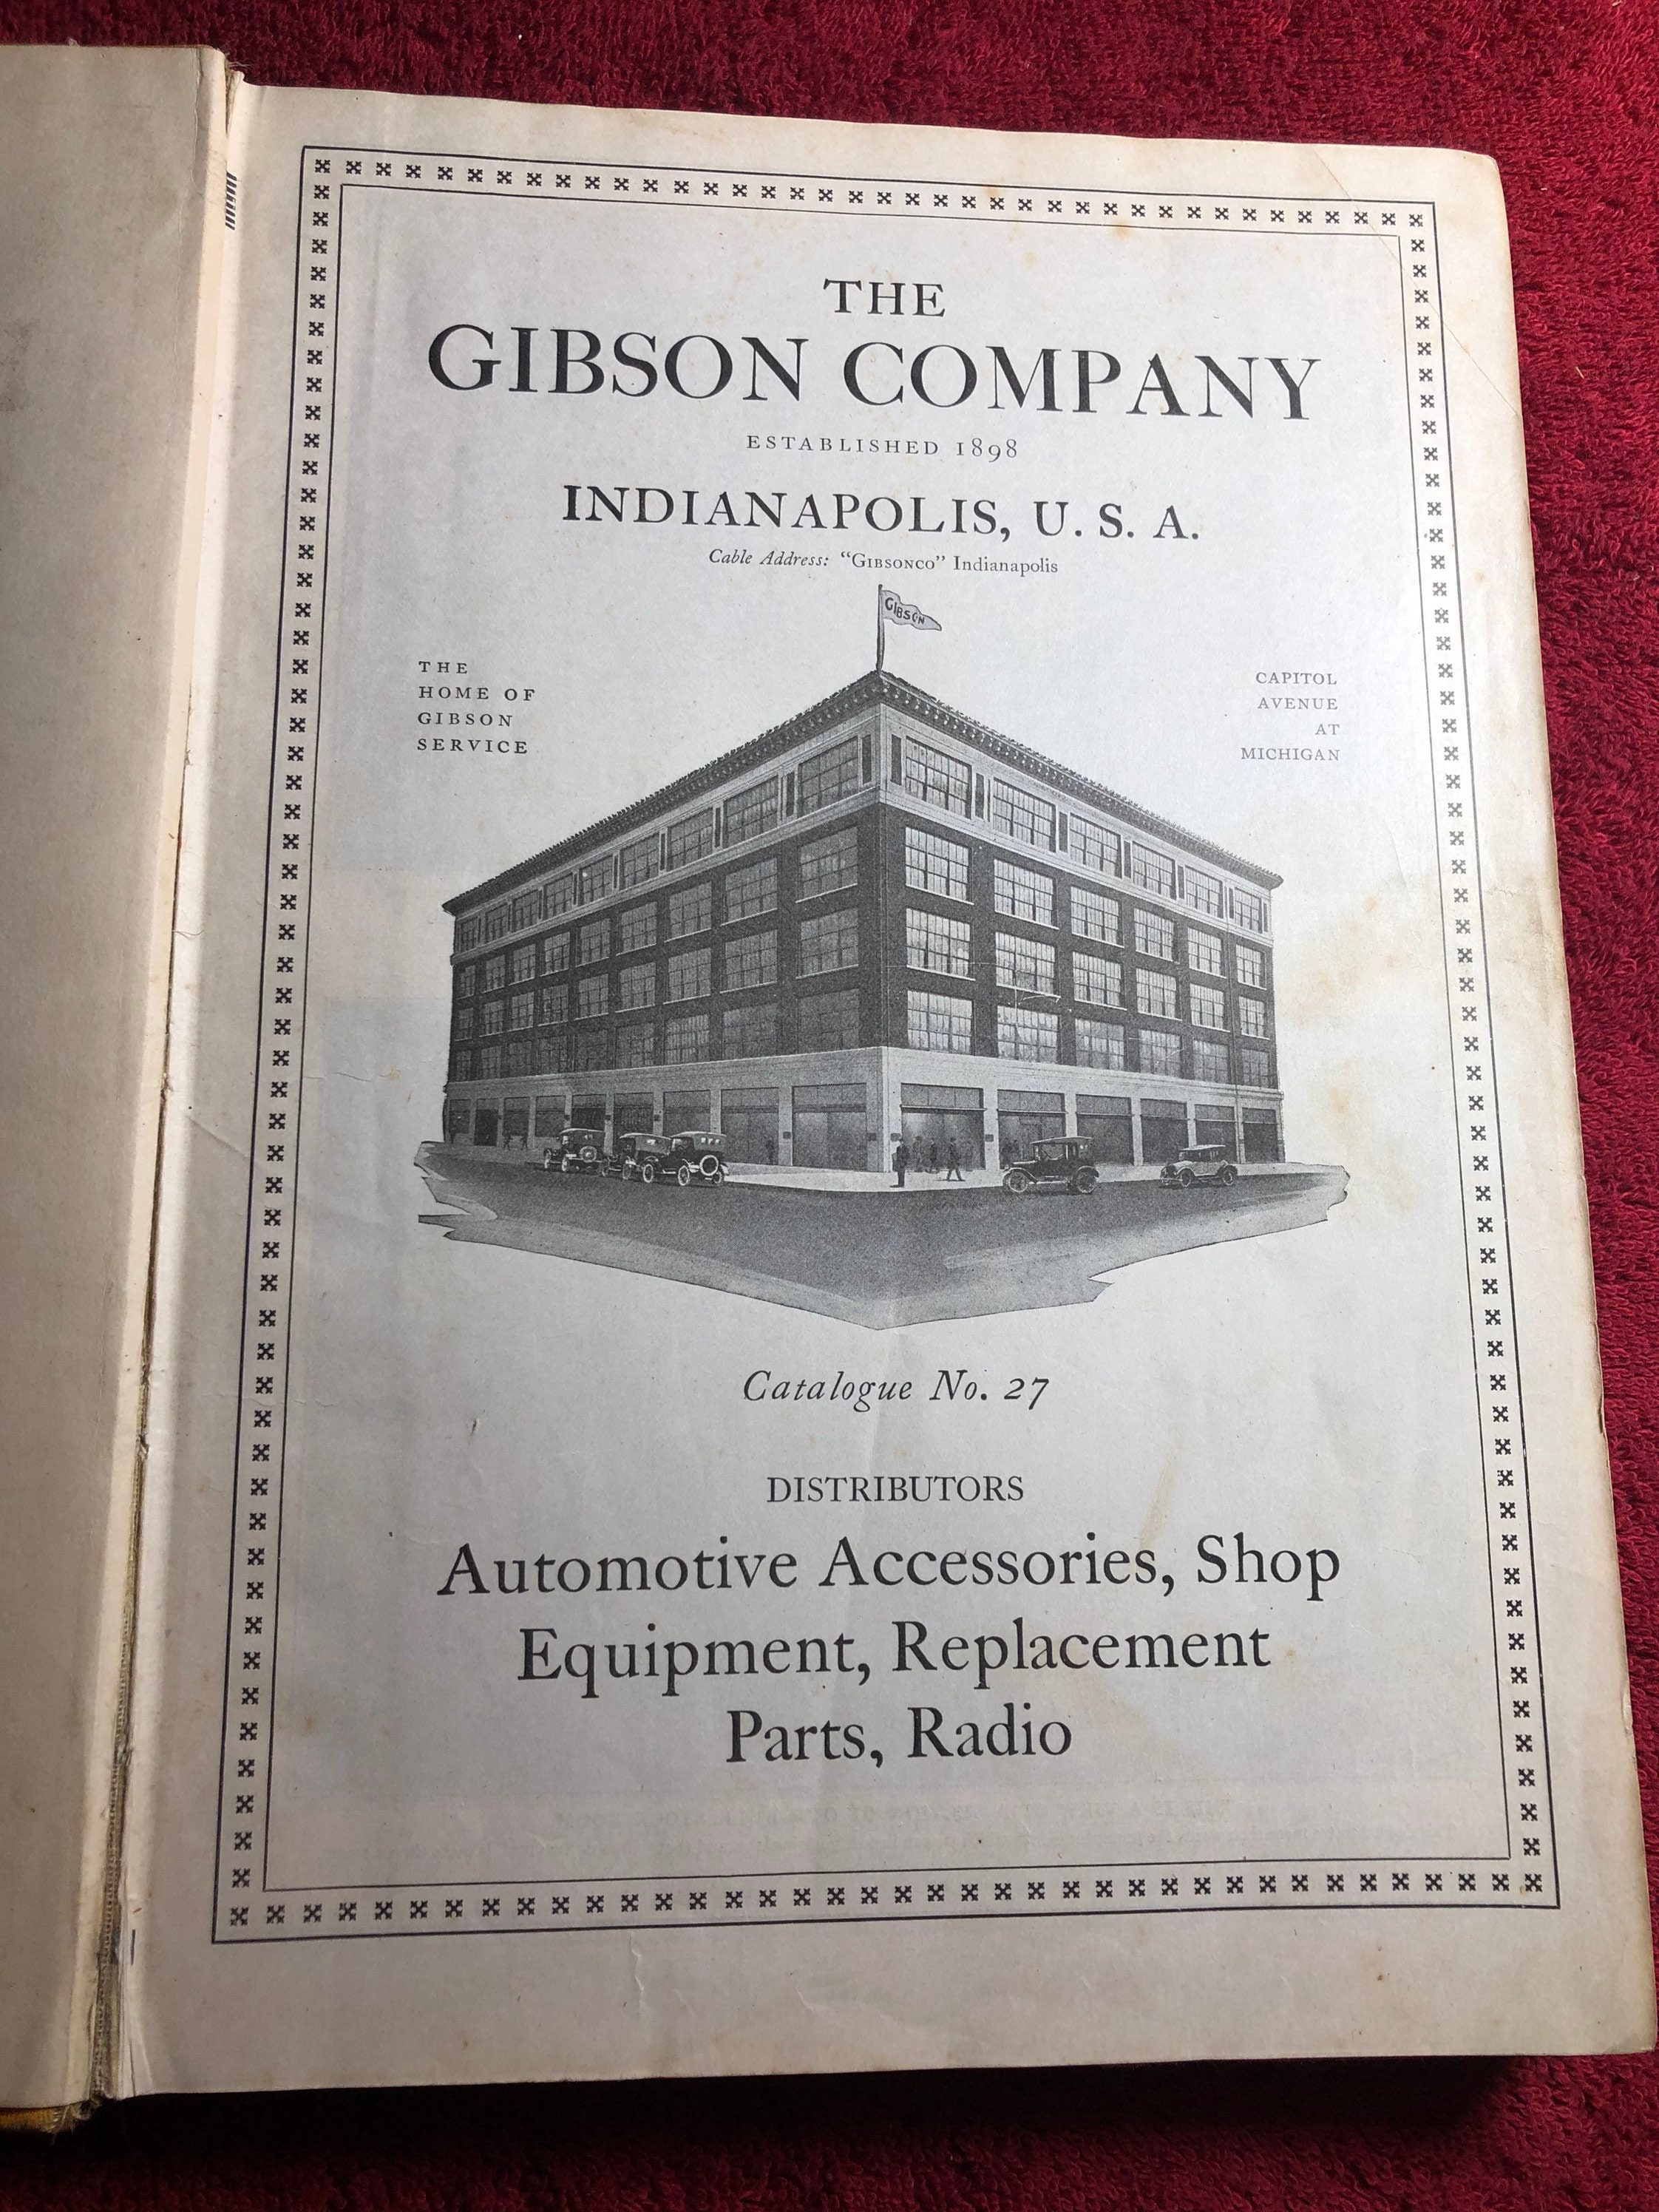 THE
GIBSON COMPANY
ESTABLISHED 1898
INDIANAPOLIS, U. S. A.
Cable Address: "GIBSONCO" Indianapolis
GIBSON
THE
HOME OF
GIBSON
SERVICE
CAPITOL
AVENUE
AT
MICHIGAN
Catalogue No. 27
DISTRIBUTORS
Automotive Accessories, Shop
Equipment, Replacement
Parts, Radio